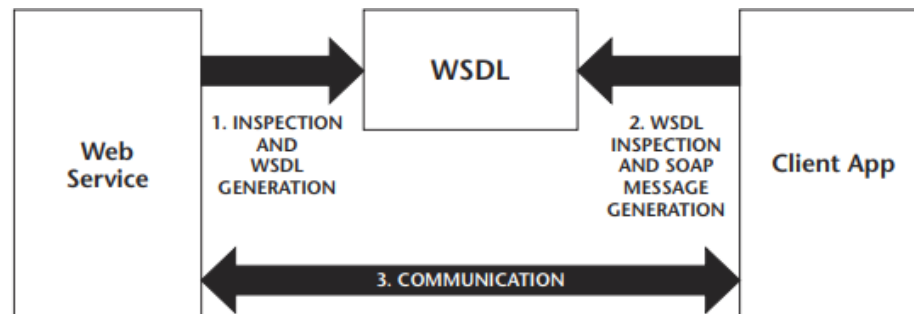 WSDL
1. INSPECTION
AND
WSDL
GENERATION
2. WSDL
INSPECTION
AND SOAP
MESSAGE
GENERATION
Web
Service
Client App
3. COMMUNICATION